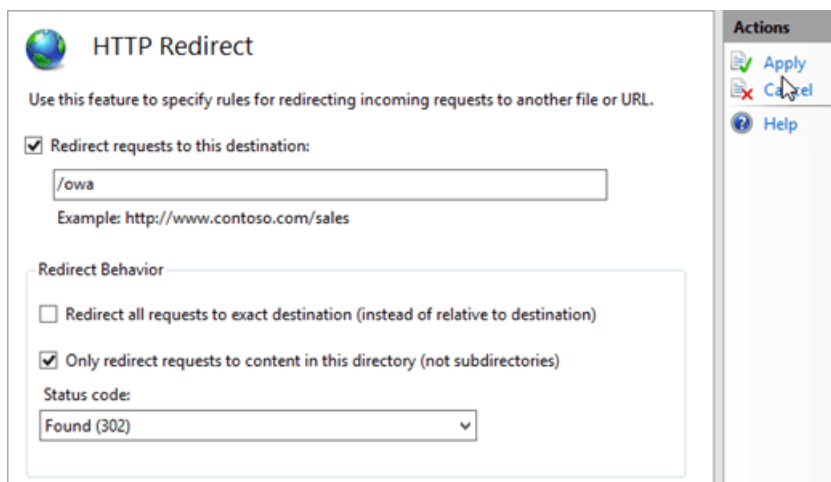 HTTP Redirect
Use this feature to specify rules for redirecting incoming requests to another file or URL.
Redirect requests to this destination:
/owa
Example: http://www.contoso.com/sales
Redirect Behavior
Redirect all requests to exact destination (instead of relative to destination)
Only redirect requests to content in this directory (not subdirectories)
Status code:
Found (302)
Actions
Apply
Cancel
Help